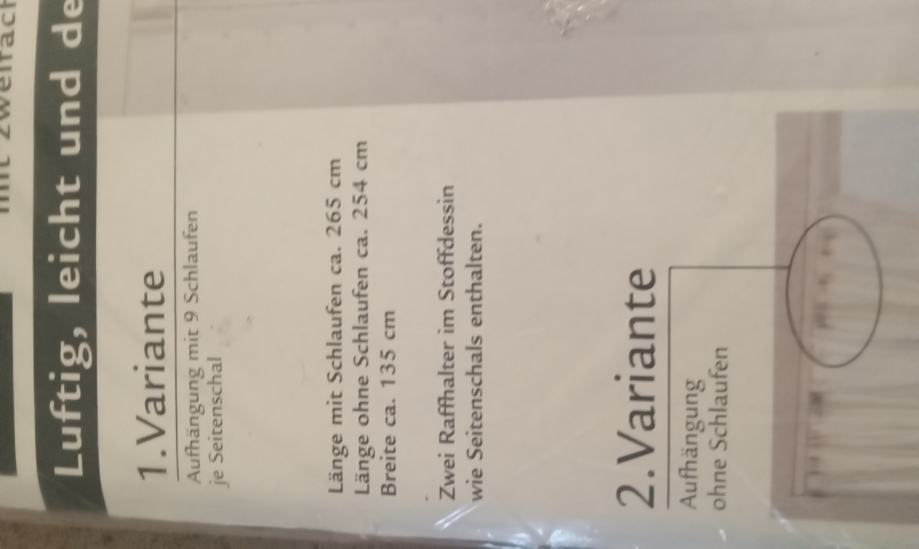 mit zweifach
Luftig, leicht und de
1.Variante
Aufhängung mit 9 Schlaufen
je Seitenschal
Länge mit Schlaufen ca. 265 cm
Länge ohne Schlaufen ca. 254 cm
Breite ca. 135 cm
Zwei Raffhalter im Stoffdessin
wie Seitenschals enthalten.
2.Variante
Aufhängung
ohne Schlaufen